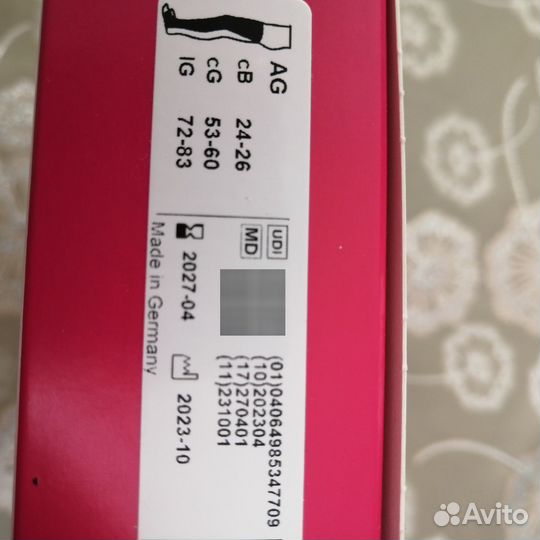 AG
cB 24-26
cG 53-60
lG 72-83
MD UDI
2027-04 2023-10
Made in Germany
(01)04064985347709
(10)202304
(17)270401
(11)231001
Avito